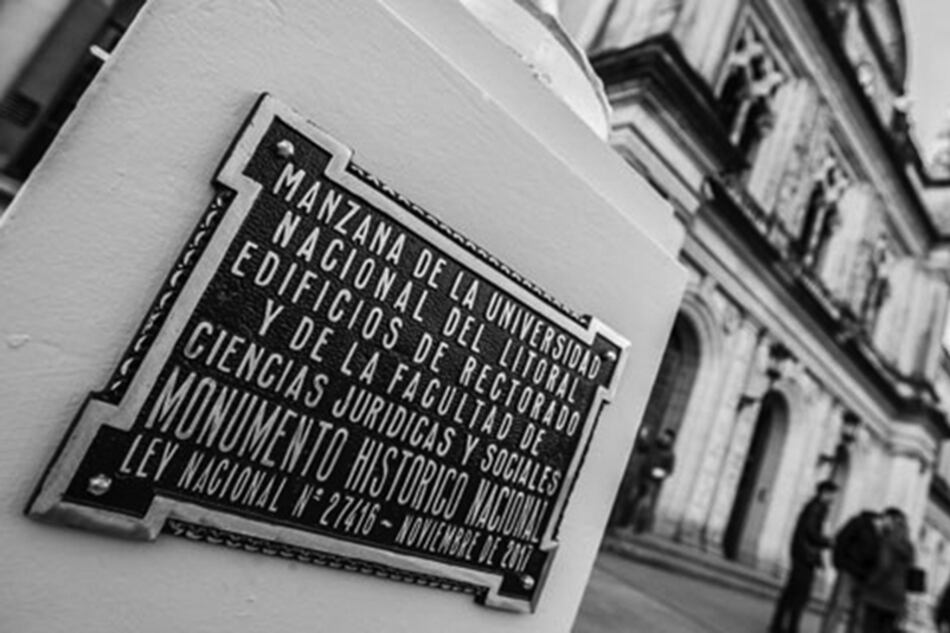 MANZANA DE LA UNIVERSIDAD
NACIONAL DEL LITORAL
EDIFICIOS DE RECTORADO
Y DE LA FACULTAD DE
CIENCIAS JURIDICAS Y SOCIALES
MONUMENTO HISTORICO NACIONAL
LEY NACIONAL Nº 27416 ~ NOVIEMBRE DE 2017